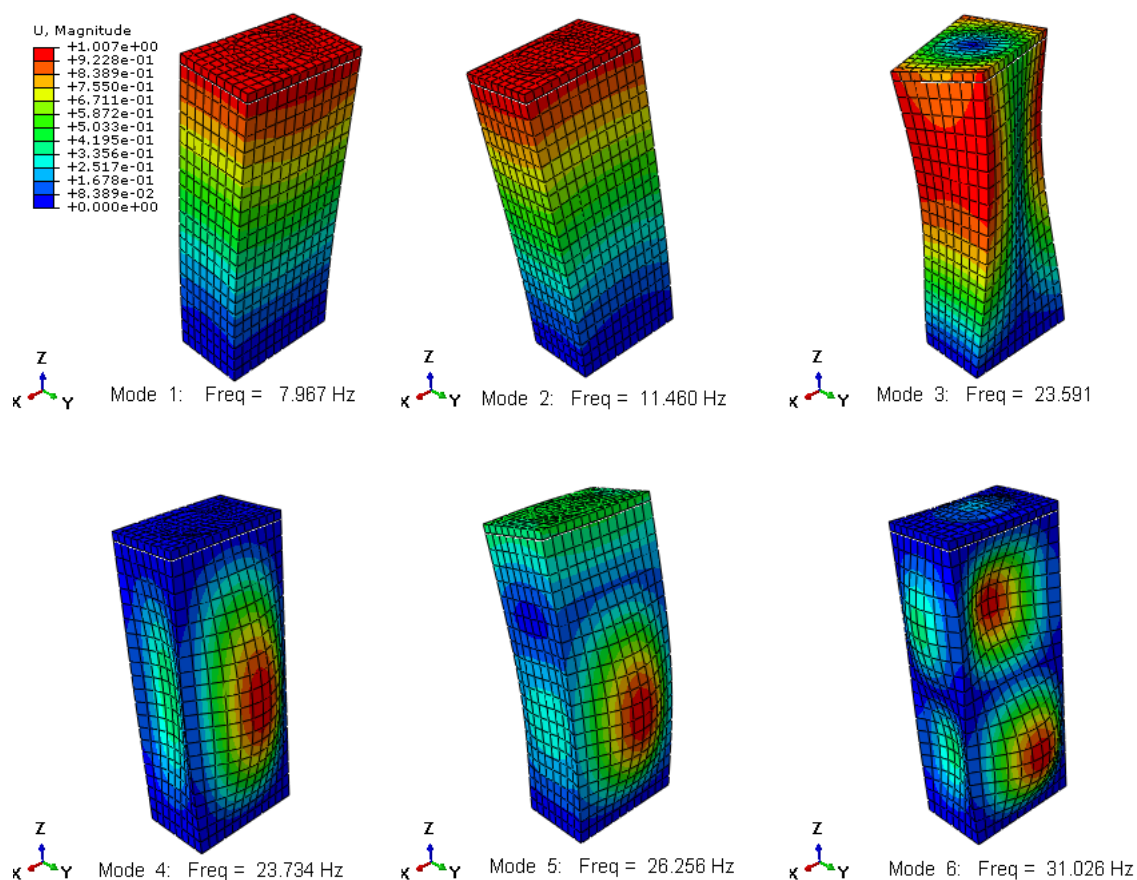 U, Magnitude
+1.007e+00
+9.228e-01
+8.389e-01
+7.550e-01
+6.711e-01
+5.872e-01
+5.033e-01
+4.195e-01
+3.356e-01
+2.517e-01
+1.678e-01
+8.389e-02
+0.000e+00
Z
X Y
Mode 1: Freq = 7.967 Hz
Z
X Y
Mode 2: Freq = 11.460 Hz
Z
X Y
Mode 3: Freq = 23.591
Z
X Y
Mode 4: Freq = 23.734 Hz
Z
X Y
Mode 5: Freq = 26.256 Hz
Z
X Y
Mode 6: Freq = 31.026 Hz